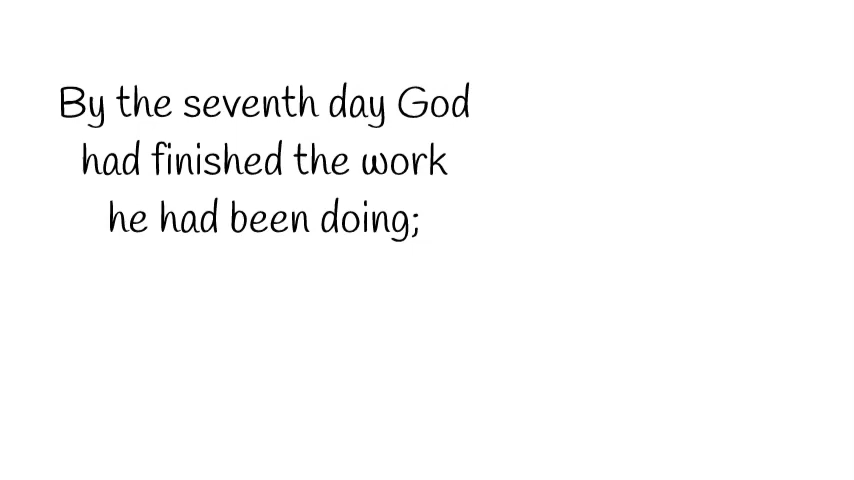 By the seventh day God
had finished the work
he had been doing;